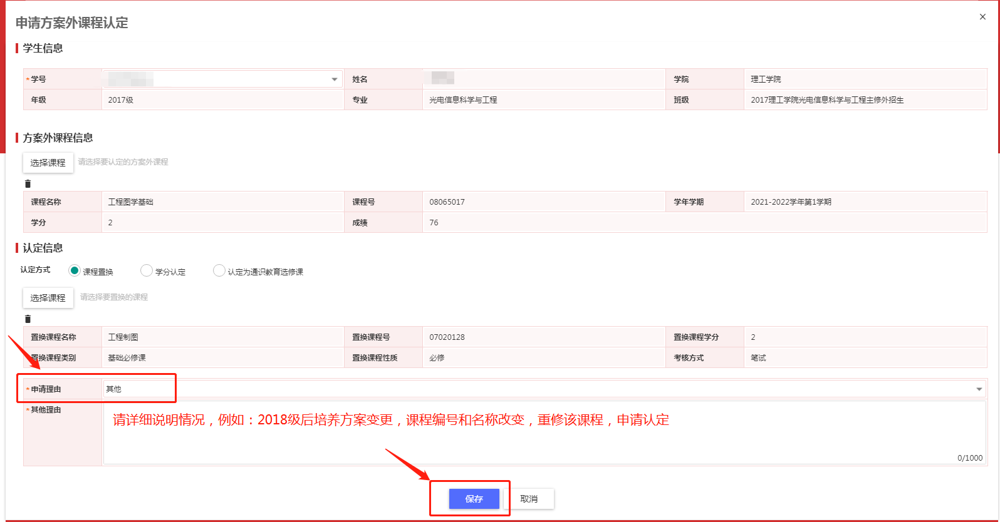 申请方案外课程认定
×
学生信息
*学号 姓名 学院 理工学院
年级 2017级 专业 光电信息科学与工程 班级 2017理工学院光电信息科学与工程主修外招生
方案外课程信息
选择课程 请选择要认定的方案外课程
课程名称 工程图学基础 课程号 08065017 学年学期 2021-2022学年第1学期
学分 2 成绩 76
认定信息
认定方式 课程置换 学分认定 认定为通识教育选修课
选择课程 请选择要置换的课程
置换课程名称 工程制图 置换课程号 07020128 置换课程学分 2
置换课程类别 基础必修课 置换课程性质 必修 考核方式 笔试
*申请理由 其他
*其他理由
请详细说明情况，例如：2018级后培养方案变更，课程编号和名称改变，重修该课程，申请认定
0/1000
保存 取消